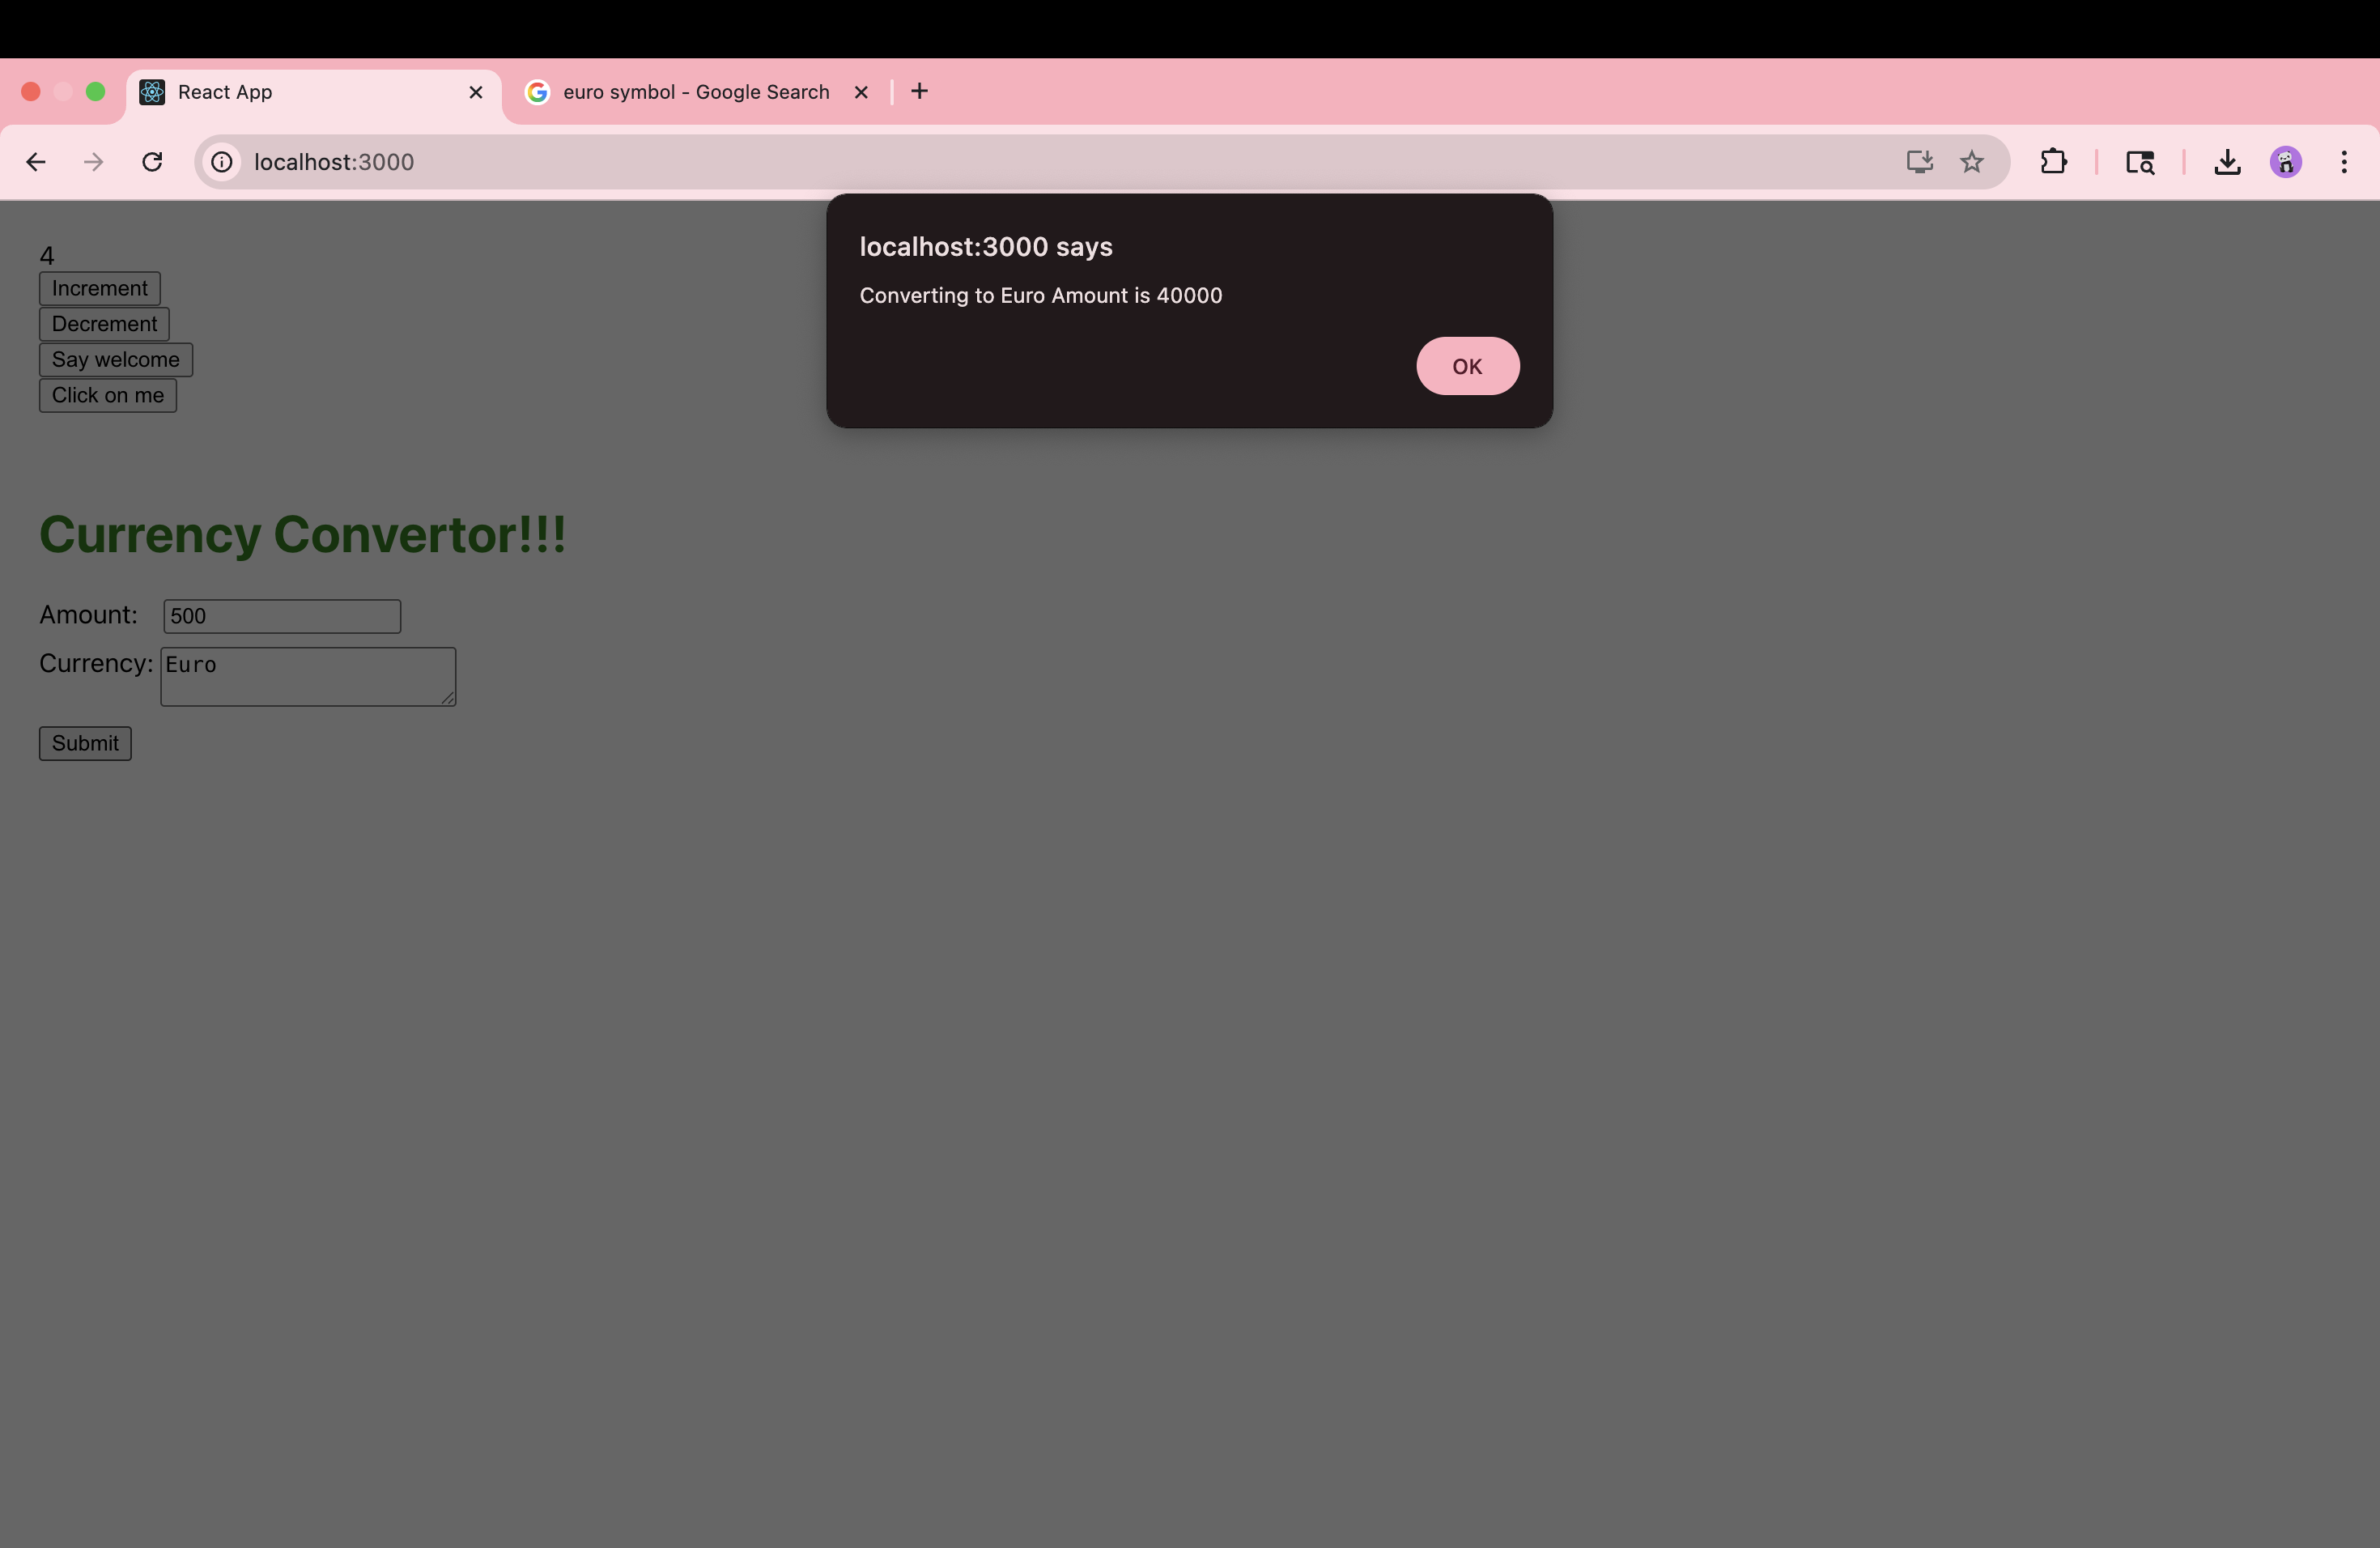 React App
euro symbol - Google Search
localhost:3000
localhost:3000 says
Converting to Euro Amount is 40000
OK
4
Increment
Decrement
Say welcome
Click on me
Currency Convertor!!!
Amount: 500
Currency: Euro
Submit